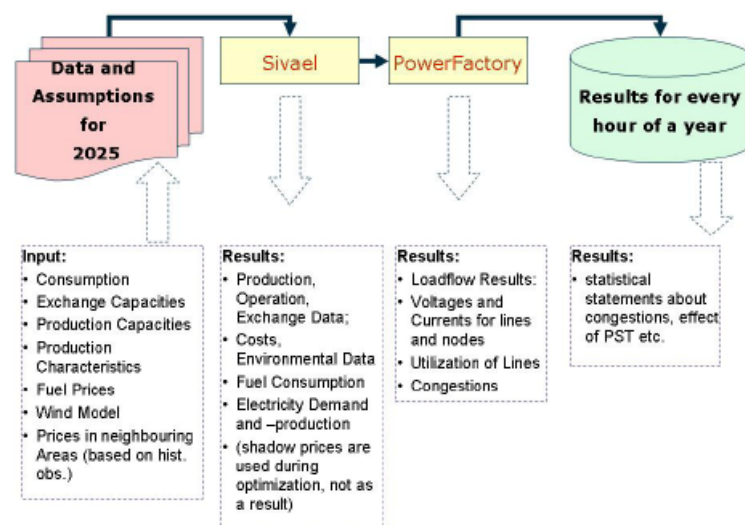 Data and
Assumptions
for
2025
Sivael
PowerFactory
Results for every
hour of a year
Input:
• Consumption
• Exchange Capacities
• Production Capacities
• Production
Characteristics
• Fuel Prices
• Wind Model
• Prices in neighbouring
Areas (based on hist.
obs.)
Results:
• Production,
Operation,
Exchange Data;
• Costs,
Environmental Data
• Fuel Consumption
• Electricity Demand
and –production
• (shadow prices are
used during
optimization, not as
a result)
Results:
• Loadflow Results:
• Voltages and
Currents for lines
and nodes
• Utilization of Lines
• Congestions
Results:
• statistical
statements about
congestions, effect
of PST etc.